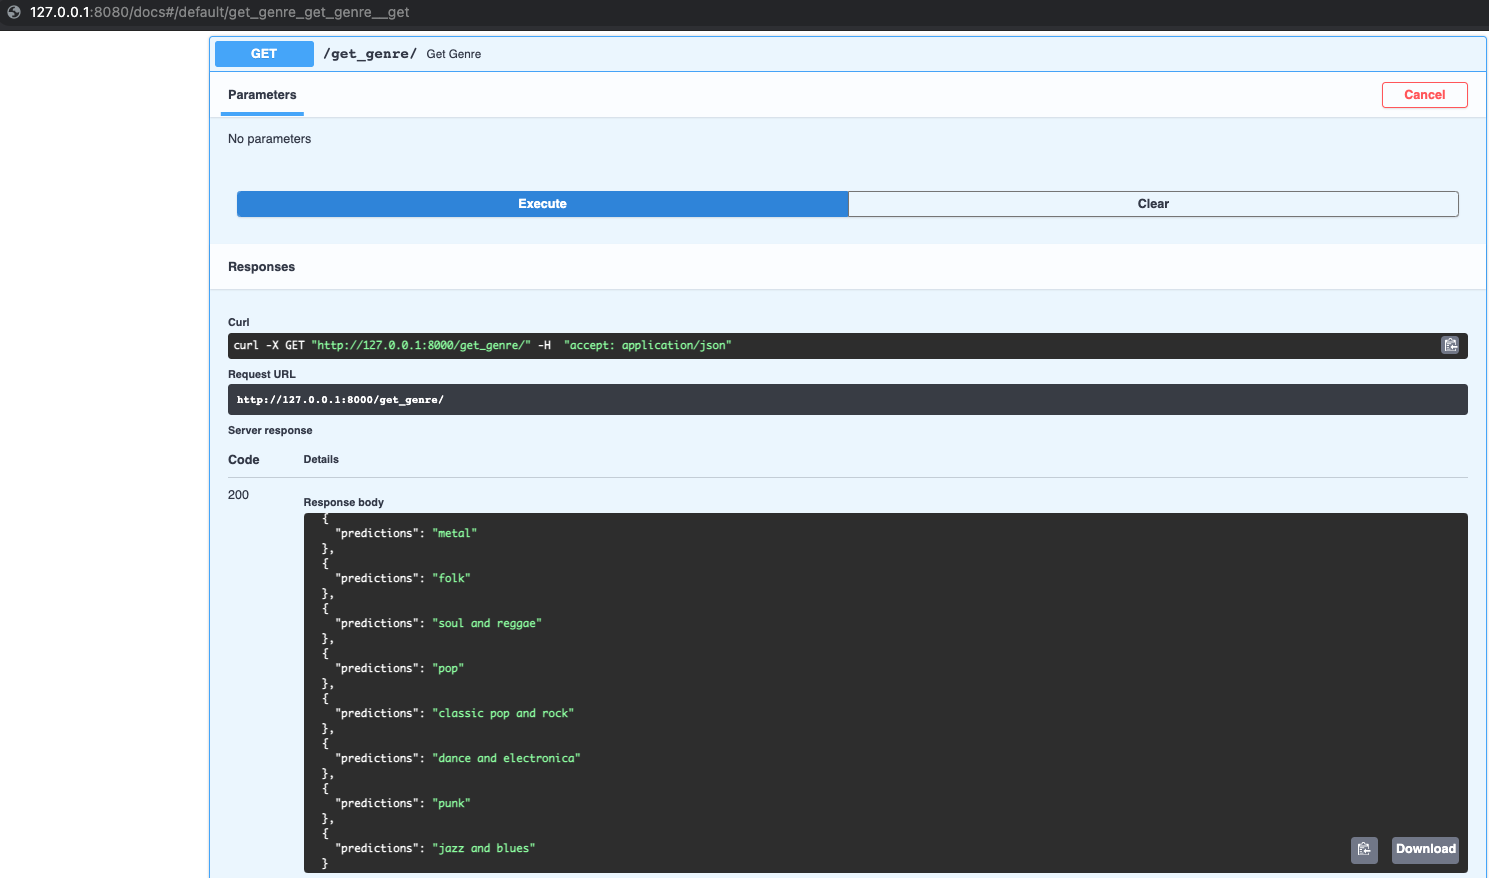 127.0.0.1:8080/docs#/default/get_genre_get_genre__get
GET /get_genre/ Get Genre
Parameters Cancel
No parameters
Execute Clear
Responses
Curl
curl -X GET "http://127.0.0.1:8000/get_genre/" -H  "accept: application/json"
Request URL
http://127.0.0.1:8000/get_genre/
Server response
Code Details
200
Response body
{
"predictions": "metal"
},
{
"predictions": "folk"
},
{
"predictions": "soul and reggae"
},
{
"predictions": "pop"
},
{
"predictions": "classic pop and rock"
},
{
"predictions": "dance and electronica"
},
{
"predictions": "punk"
},
{
"predictions": "jazz and blues"
}
Download